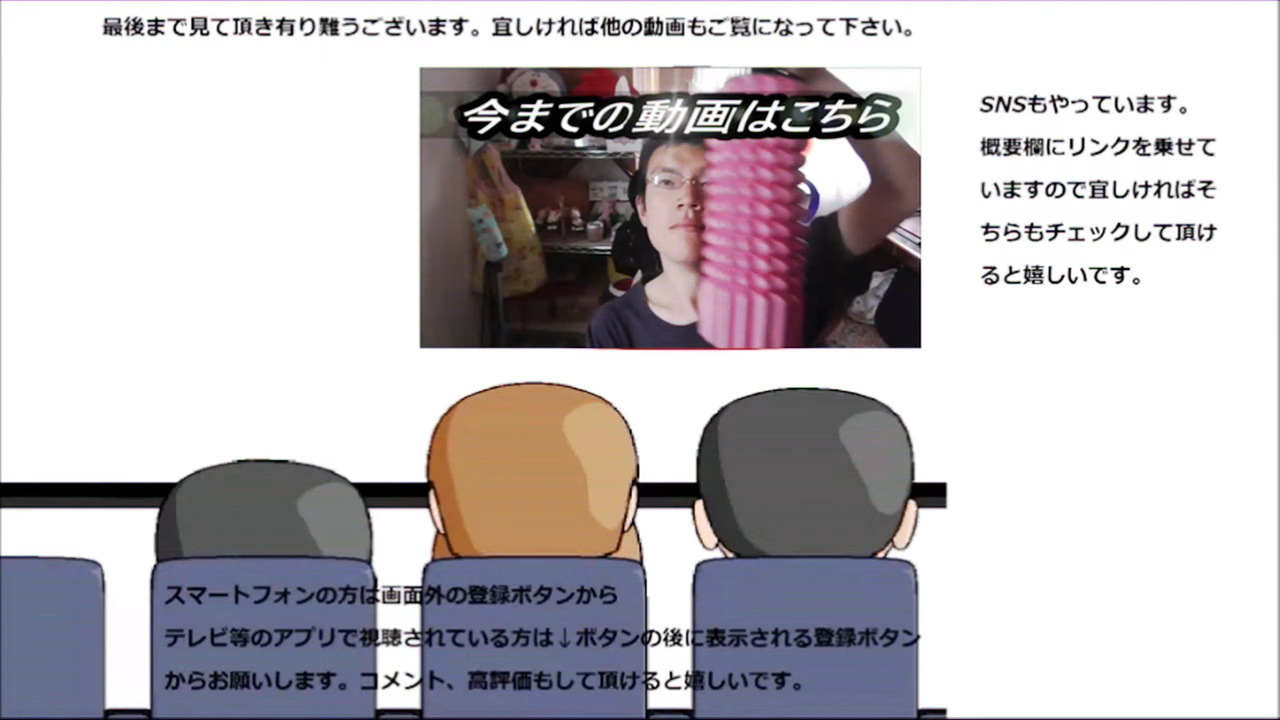 最後まで見て頂き有り難うございます。宜しければ他の動画もご覧になって下さい。
今までの動画はこちら
SNSもやっています。
概要欄にリンクを乗せて
いますので宜しければそ
ちらもチェックして頂け
ると嬉しいです。
スマートフォンの方は画面外の登録ボタンから
テレビ等のアプリで視聴されている方は↓ボタンの後に表示される登録ボタン
からお願いします。コメント、高評価もして頂けると嬉しいです。